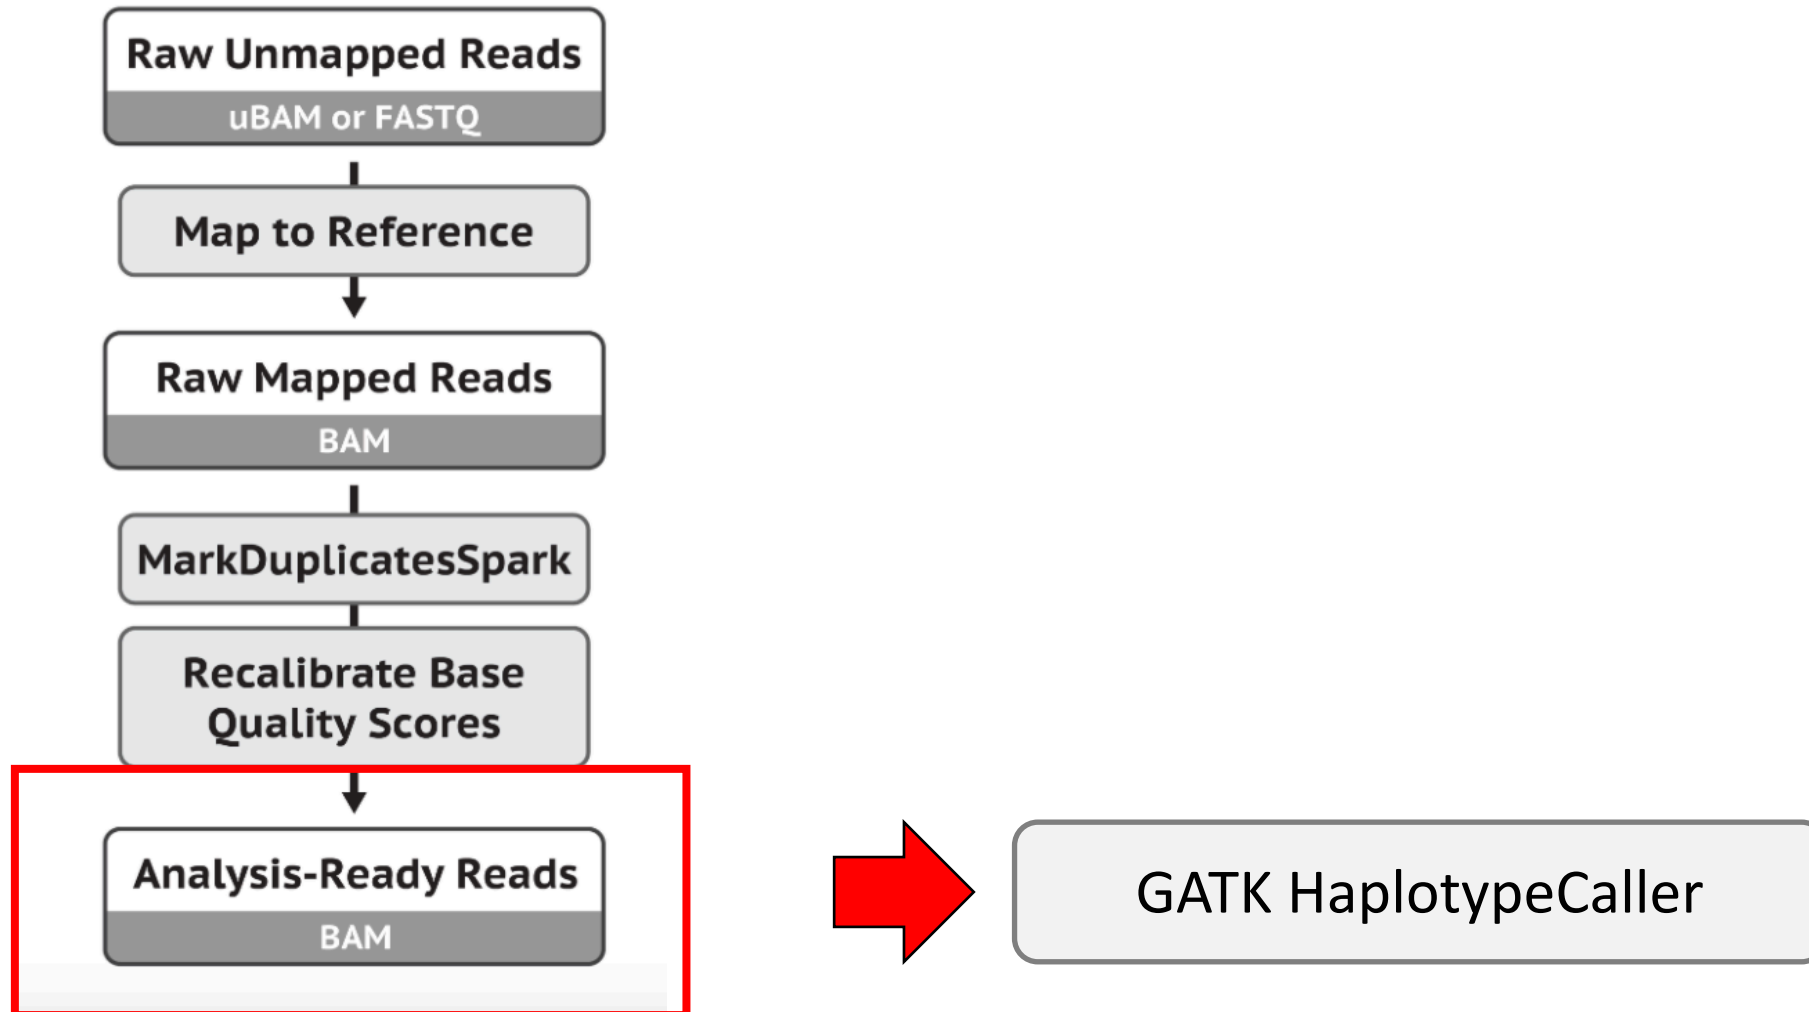 Raw Unmapped Reads
uBAM or FASTQ
Map to Reference
Raw Mapped Reads
BAM
MarkDuplicatesSpark
Recalibrate Base
Quality Scores
Analysis-Ready Reads
BAM
GATK HaplotypeCaller